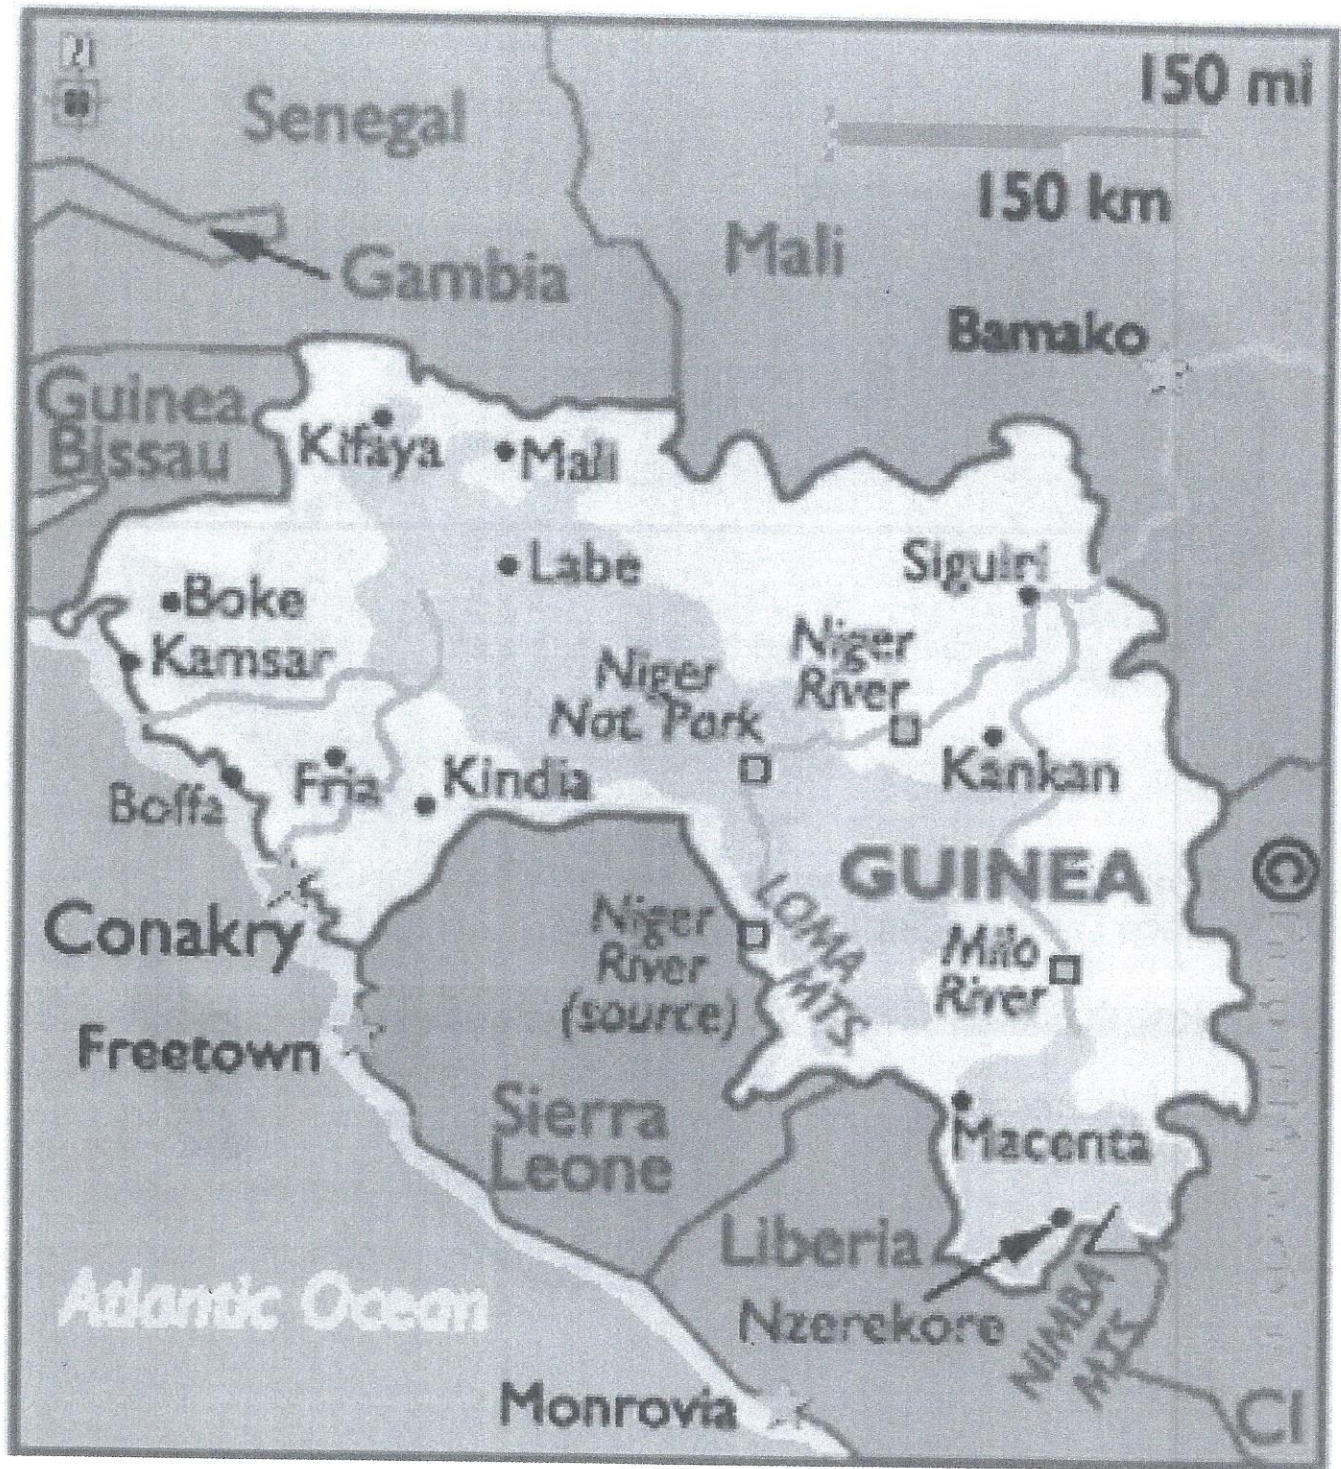 150 mi
Senegal
150 km
Mali
Gambia
Bamako
Guinea
Bissau
Kifaya
Mali
Labe
Siguiri
Boke
Kamsar
Niger
River
Niger
Nat. Park
Kankan
Fria
Kindia
Boffa
GUINEA
©
LOMA
MTS.
Niger
River
(source)
Milo
River
Conakry
Freetown
Sierra
Leone
Macenta
Liberia
Nzerekore
NIMBA
MTS.
Atlantic Ocean
Monrovia
CI